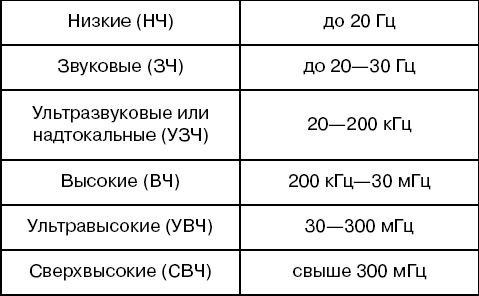 Низкие (НЧ) до 20 Гц
Звуковые (ЗЧ) до 20—30 Гц
Ультразвуковые или
надтокальные (УЗЧ) 20—200 кГц
Высокие (ВЧ) 200 кГц—30 мГц
Ультравысокие (УВЧ) 30—300 мГц
Сверхвысокие (СВЧ) свыше 300 мГц